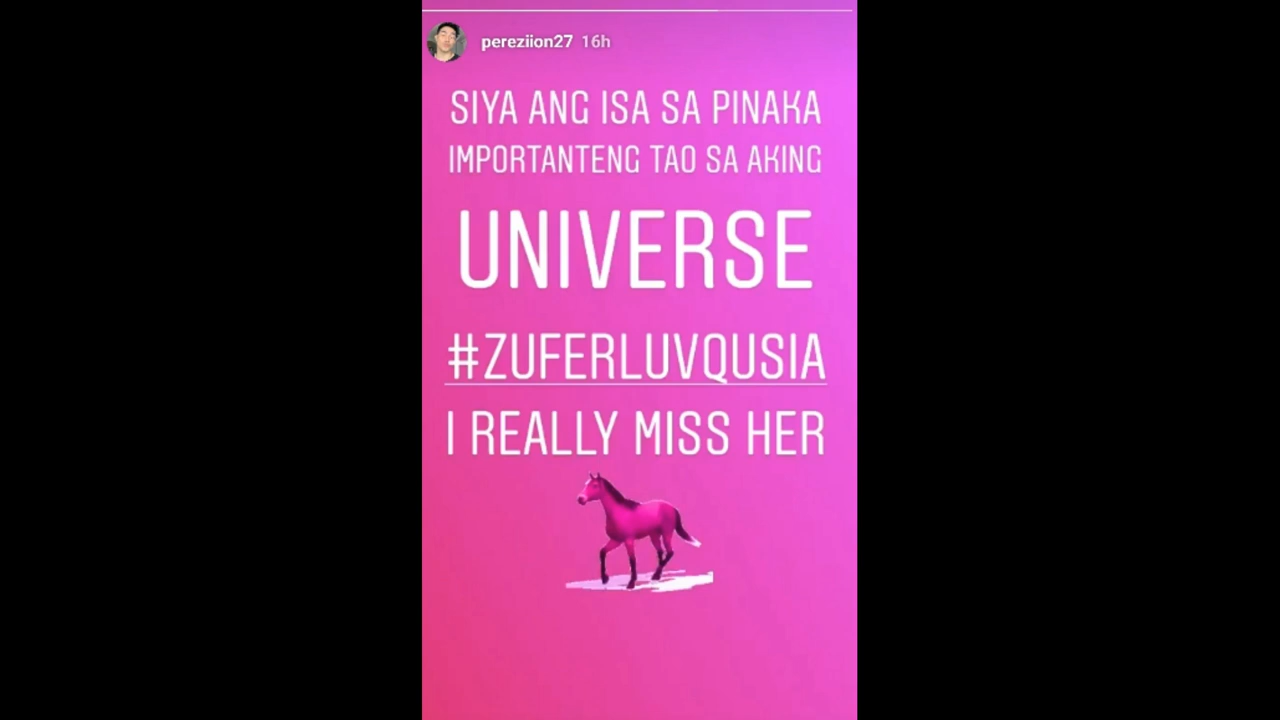 pereziion27 16h
SIYA ANG ISA SA PINAKA
IMPORTANTENG TAO SA AKING
UNIVERSE
#ZUFERLUVQUSIA
I REALLY MISS HER